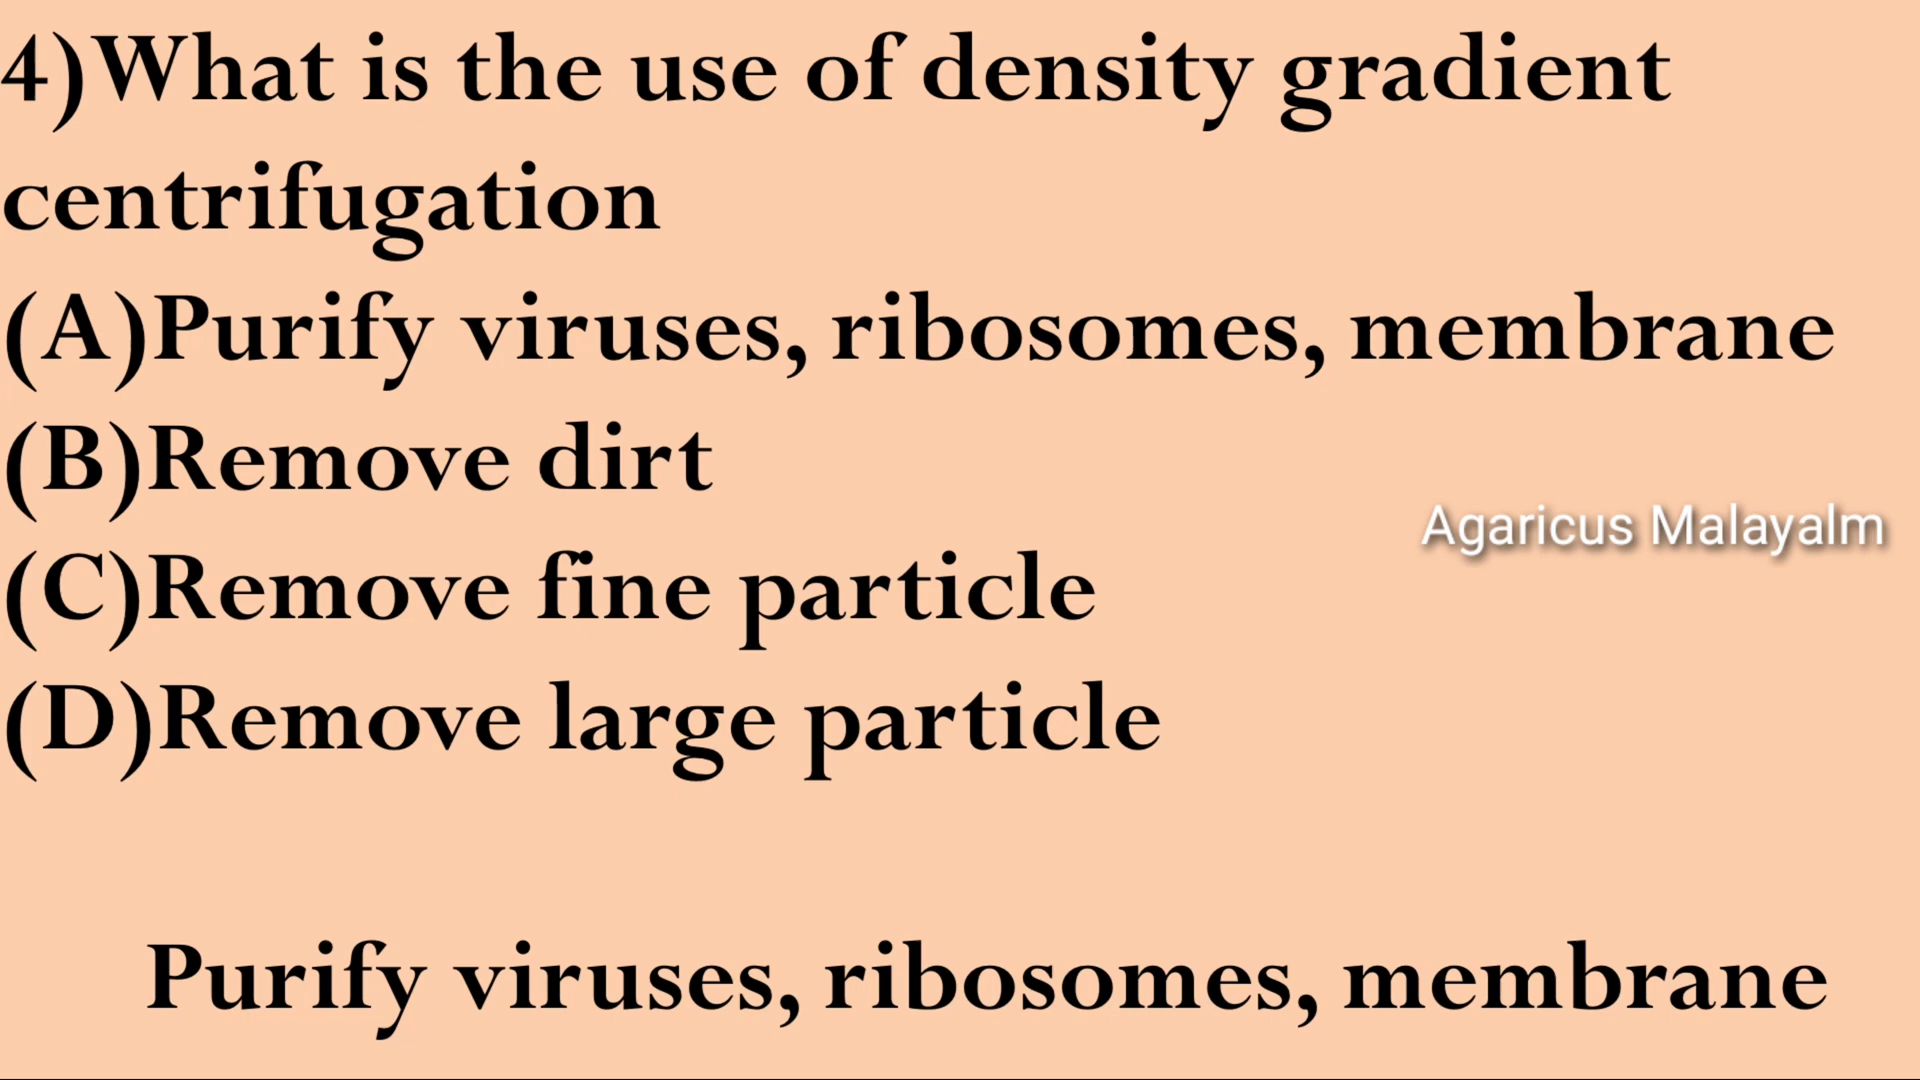 4)What is the use of density gradient
centrifugation
(A)Purify viruses, ribosomes, membrane
(B)Remove dirt
Agaricus Malayalm
(C)Remove fine particle
(D)Remove large particle
Purify viruses, ribosomes, membrane